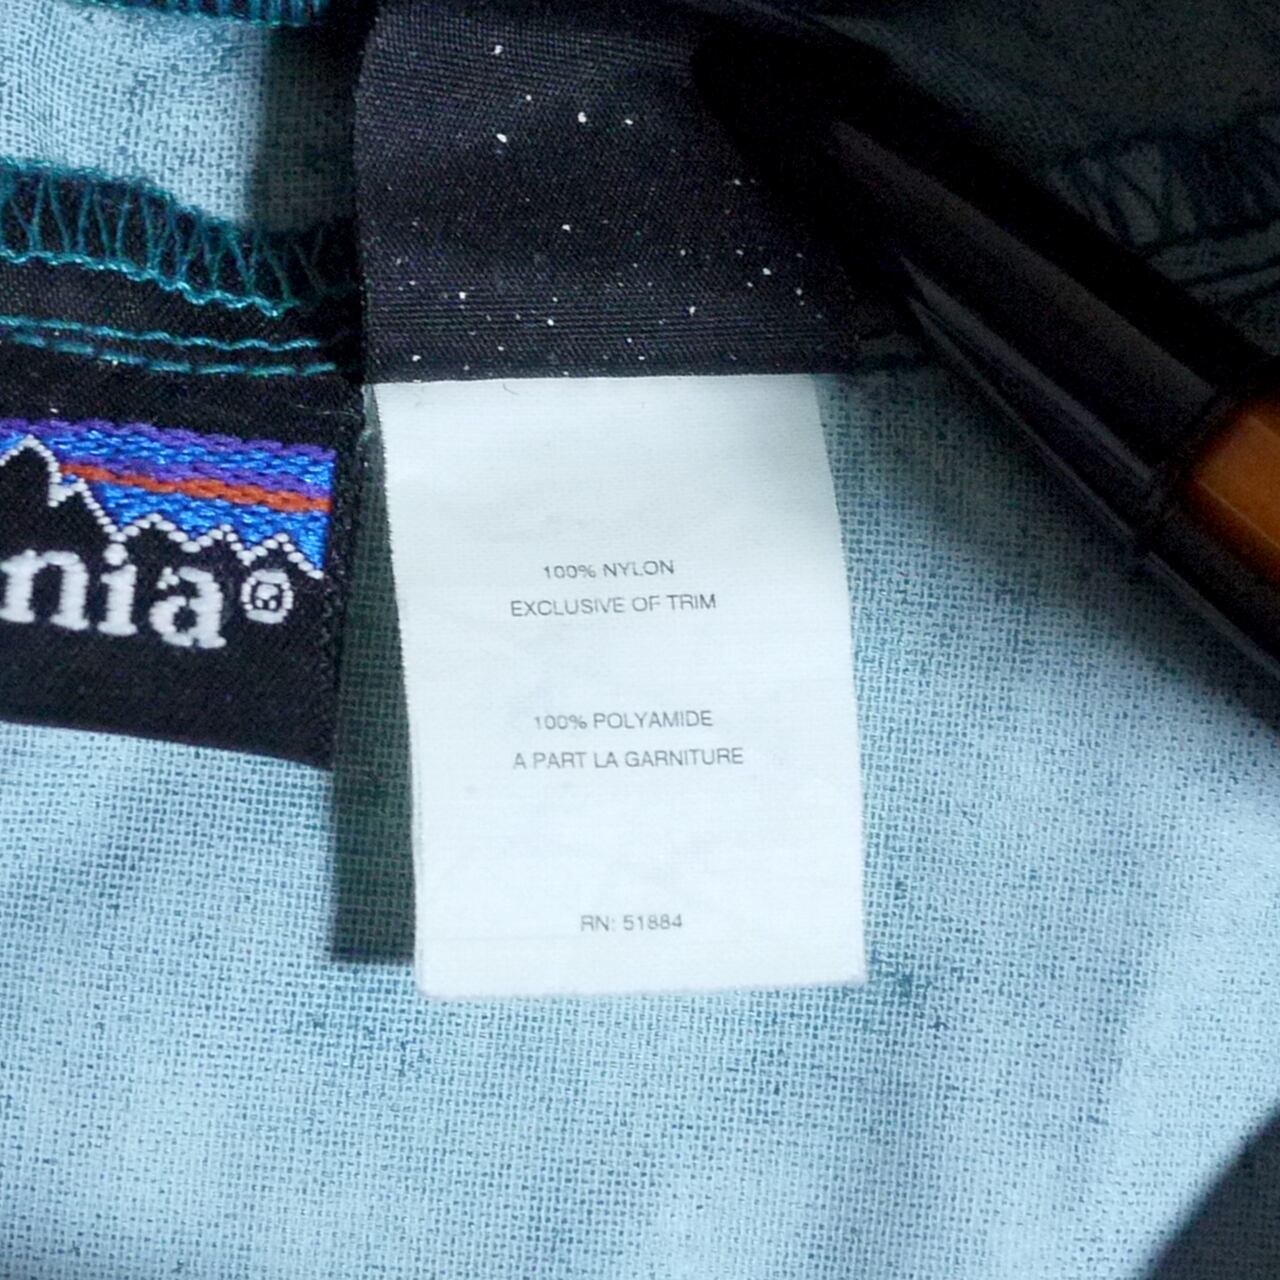 nia®
100% NYLON
EXCLUSIVE OF TRIM
100% POLYAMIDE
A PART LA GARNITURE
RN: 51884